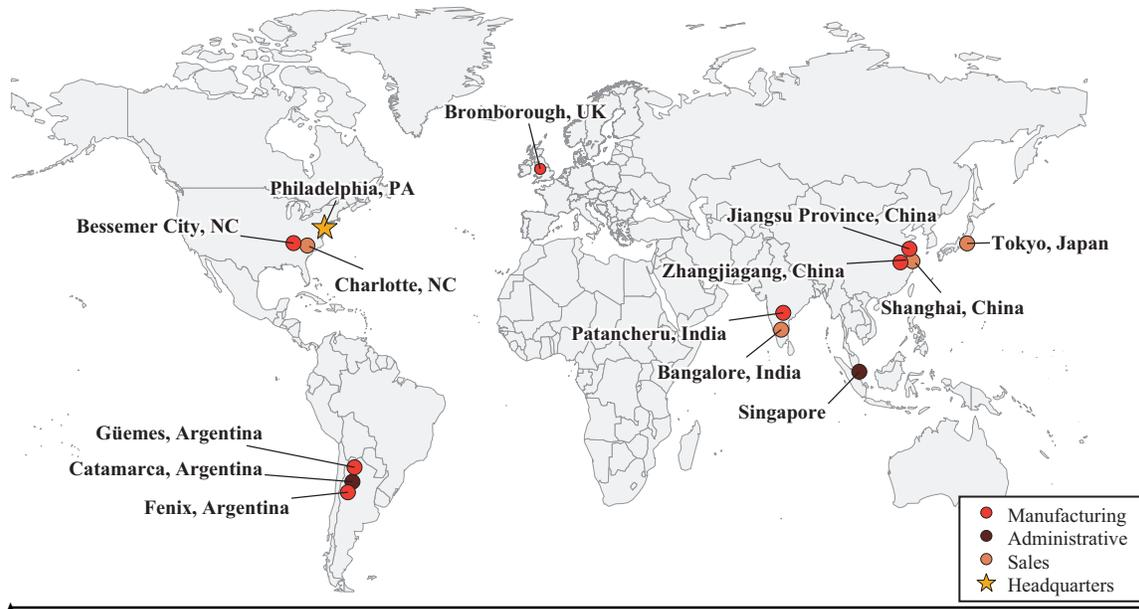 Bromborough, UK
Philadelphia, PA
Bessemer City, NC
Charlotte, NC
Jiangsu Province, China
Tokyo, Japan
Zhangjiagang, China
Shanghai, China
Patancheru, India
Bangalore, India
Singapore
Güemes, Argentina
Catamarca, Argentina
Fenix, Argentina
Manufacturing
Administrative
Sales
Headquarters